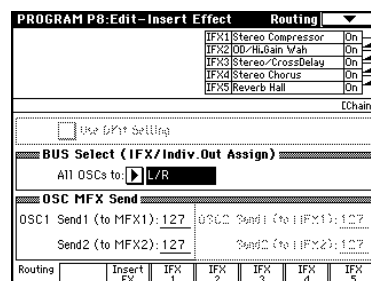 PROGRAM P8:Edit-Insert Effect Routing
IFX1 Stereo Compressor On
IFX2 OD/Hi.Gain Wah On
IFX3 Stereo/CrossDelay On
IFX4 Stereo Chorus On
IFX5 Reverb Hall On
[Chain
Use DKit Setting
BUS Select (IFX/Indiv.Out Assign)
All OSCs to: L/R
OSC MFX Send
OSC1 Send1 (to MFX1): 127 OSC2 Send1 (to MFX1): 127
Send2 (to MFX2): 127 Send2 (to MFX2): 127
Routing Insert FX IFX 1 IFX 2 IFX 3 IFX 4 IFX 5